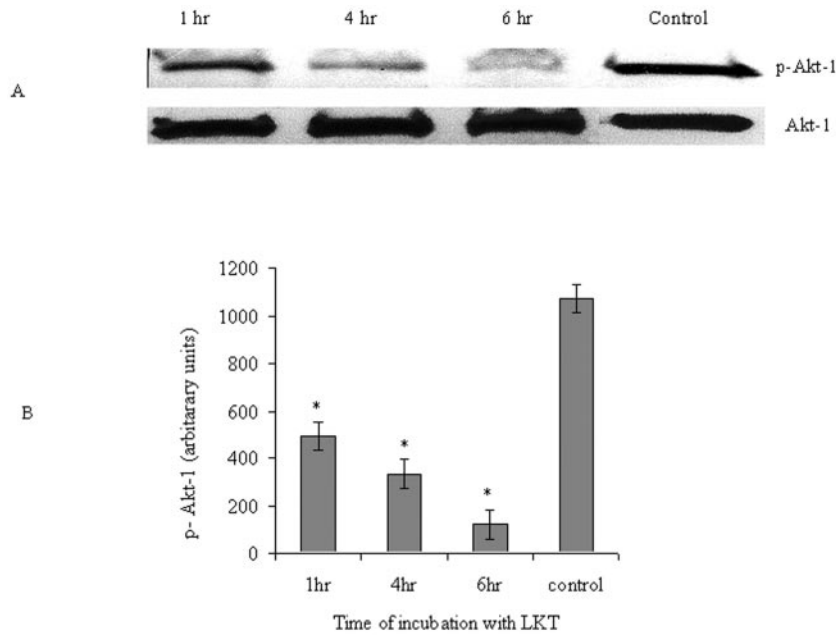 1 hr 4 hr 6 hr Control
p-Akt-1
A
Akt-1
B
p- Akt-1 (arbitarary units)
1200
1000
800
600
400
200
0
*
*
*
1hr 4hr 6hr control
Time of incubation with LKT